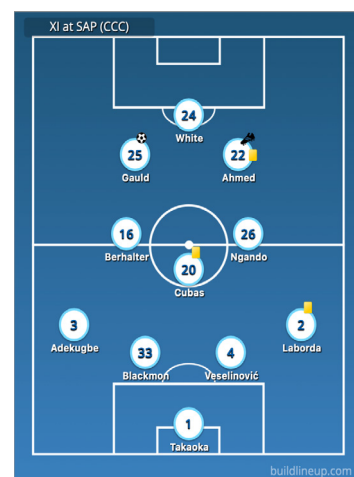 XI at SAP (CCC)
24
White
25
22
Gauld
Ahmed
16
26
Berhalter
Ngando
20
Cubas
3
2
Adekugbe
Laborda
33
4
Blackmon
Veselinović
1
Takaoka
buildlineup.com